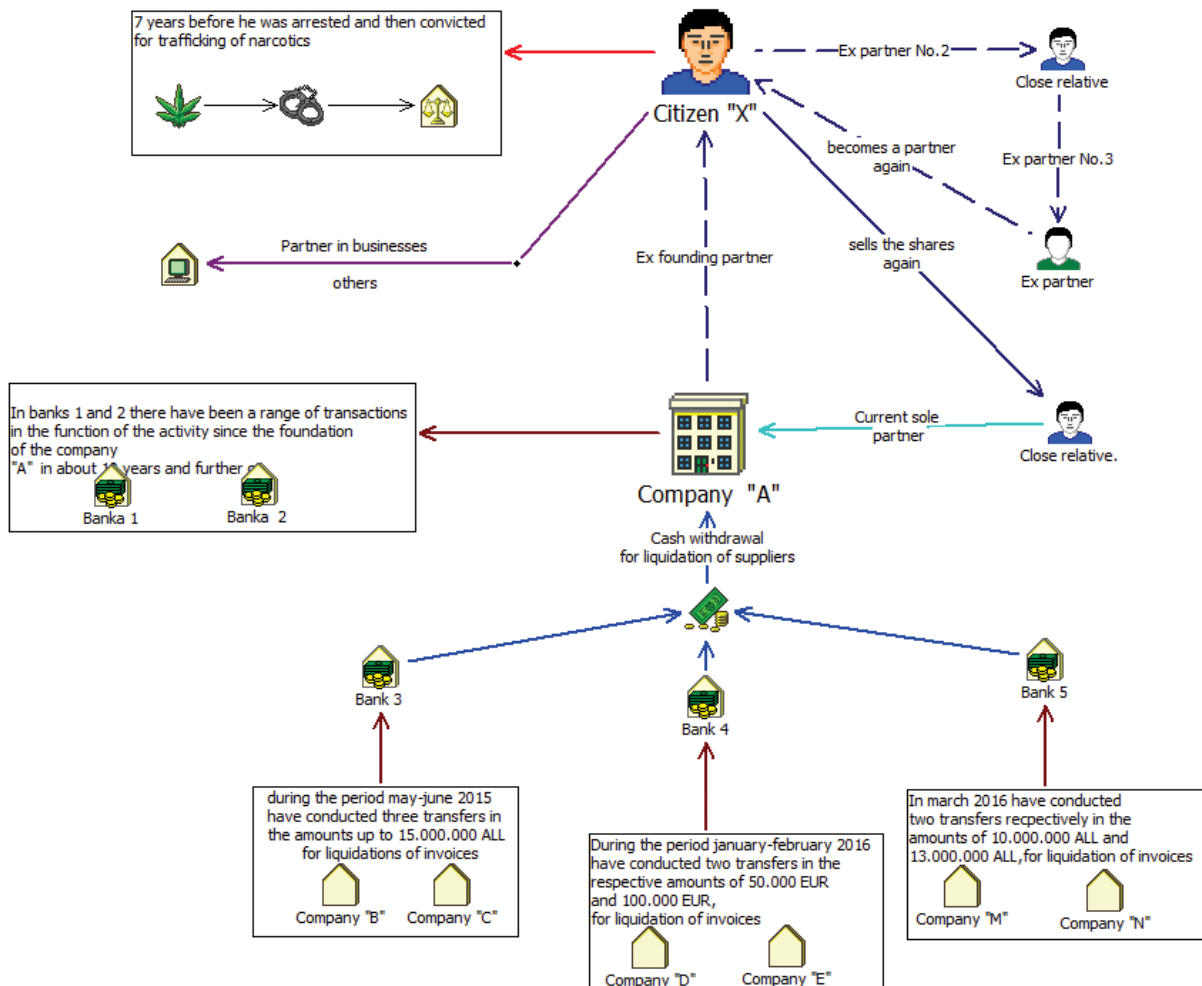 7 years before he was arrested and then convicted
for trafficking of narcotics
Citizen "X"
Ex partner No.2
Close relative
Ex partner No.3
becomes a partner
again
Ex partner
sells the shares
again
Partner in businesses
others
Ex founding partner
In banks 1 and 2 there have been a range of transactions
in the function of the activity since the foundation
of the company
"A" in about years and further
Banka 1
Banka 2
Company "A"
Current sole
partner
Close relative.
Cash withdrawal
for liquidation of suppliers
Bank 3
Bank 4
Bank 5
during the period may-june 2015
have conducted three transfers in
the amounts up to 15.000.000 ALL
for liquidations of invoices
Company "B"
Company "C"
During the period january-february 2016
have conducted two transfers in the
respective amounts of 50.000 EUR
and 100.000 EUR,
for liquidation of invoices
Company "D"
Company "E"
In march 2016 have conducted
two transfers recpectively in the
amounts of 10.000.000 ALL and
13.000.000 ALL,for liquidation of invoices
Company "M"
Company "N"